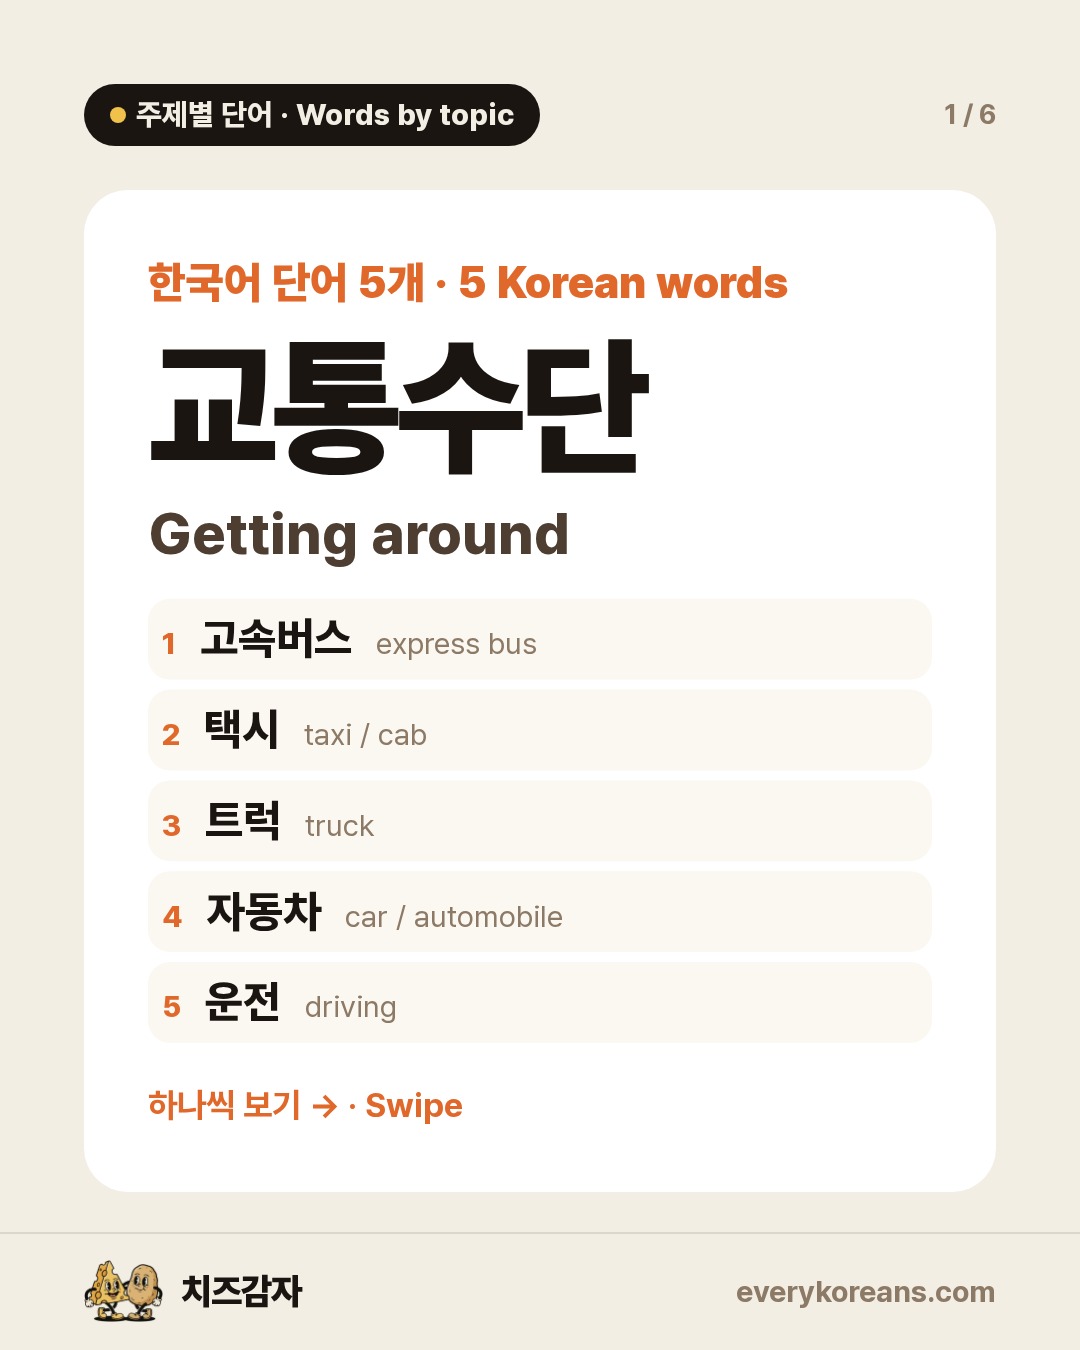 주제별 단어 · Words by topic
1 / 6
한국어 단어 5개 · 5 Korean words
교통수단
Getting around
1 고속버스 express bus
2 택시 taxi / cab
3 트럭 truck
4 자동차 car / automobile
5 운전 driving
하나씩 보기 → · Swipe
치즈감자
everykoreans.com